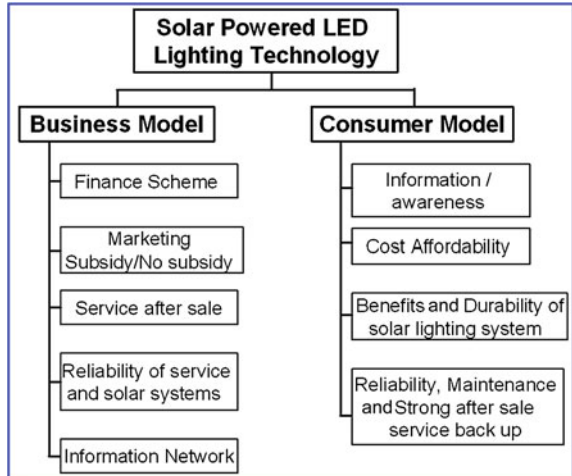 Solar Powered LED
Lighting Technology
Business Model
Finance Scheme
Marketing
Subsidy/No subsidy
Service after sale
Reliability of service
and solar systems
Information Network
Consumer Model
Information /
awareness
Cost Affordability
Benefits and Durability of
solar lighting system
Reliability, Maintenance
and Strong after sale
service back up